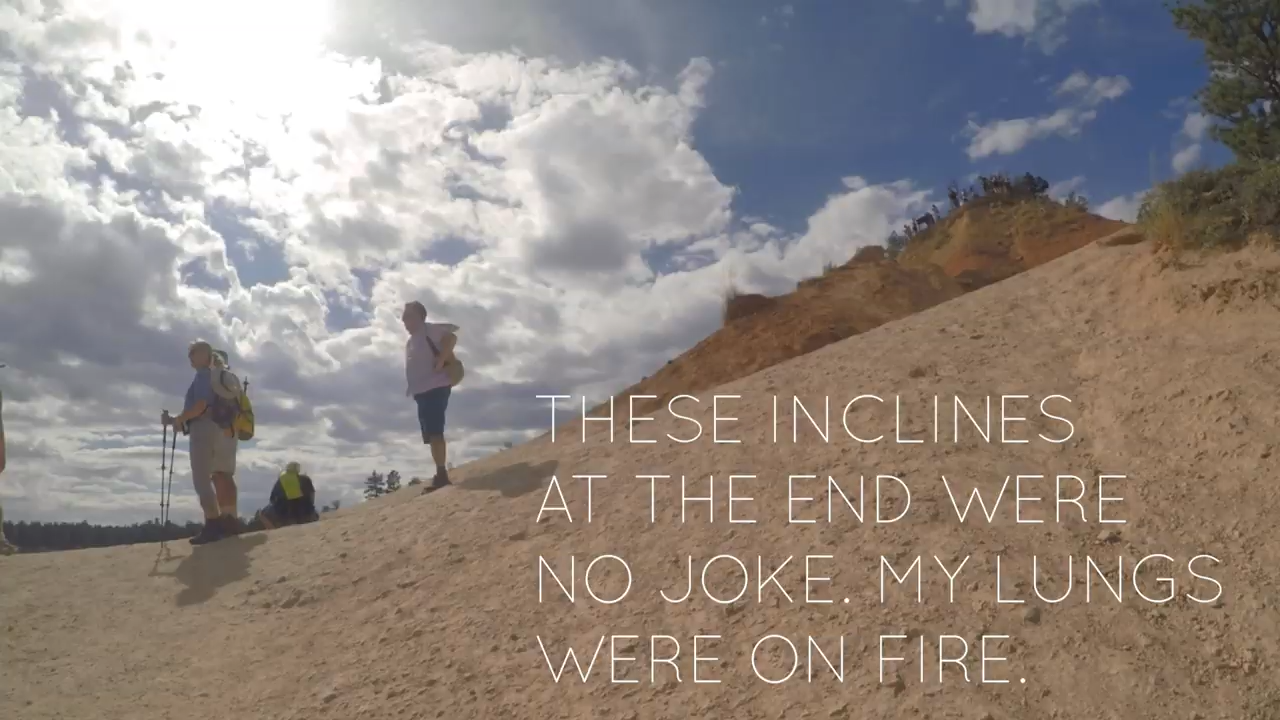 THESE INCLINES
AT THE END WERE
NO JOKE. MY LUNGS
WERE ON FIRE.